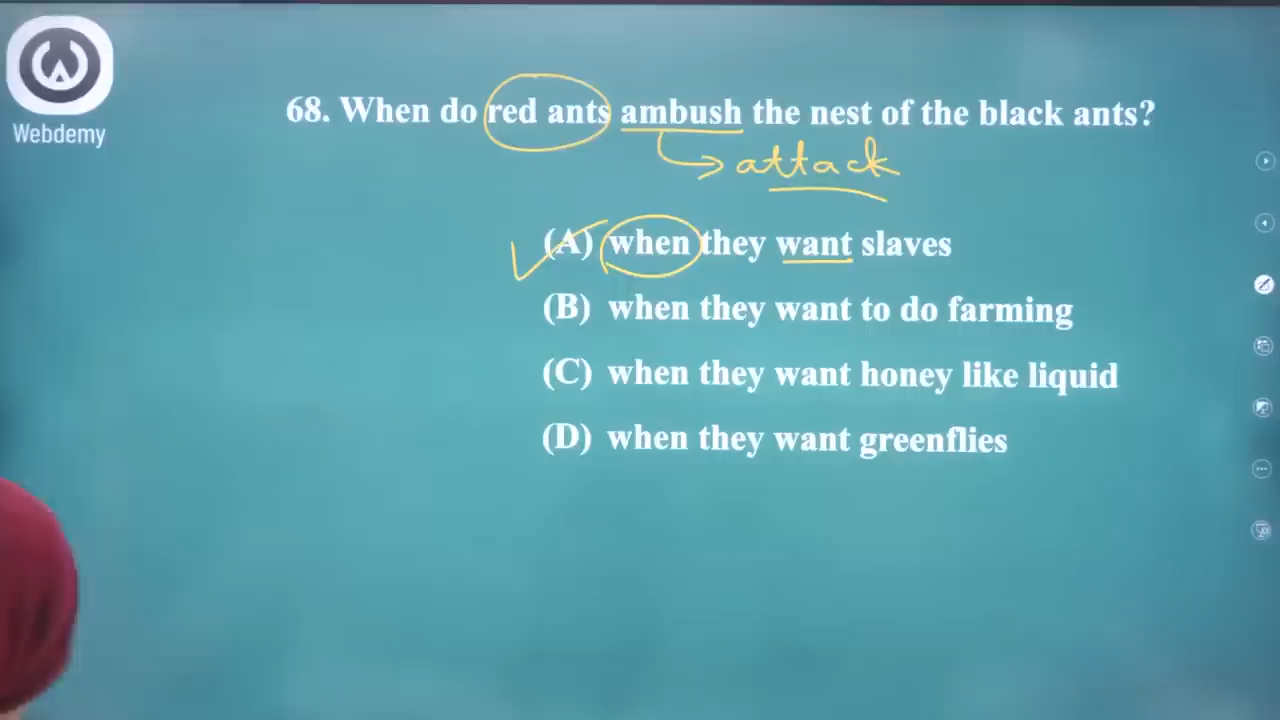 Webdemy
68. When do red ants ambush the nest of the black ants?
attack
(A) when they want slaves
(B) when they want to do farming
(C) when they want honey like liquid
(D) when they want greenflies